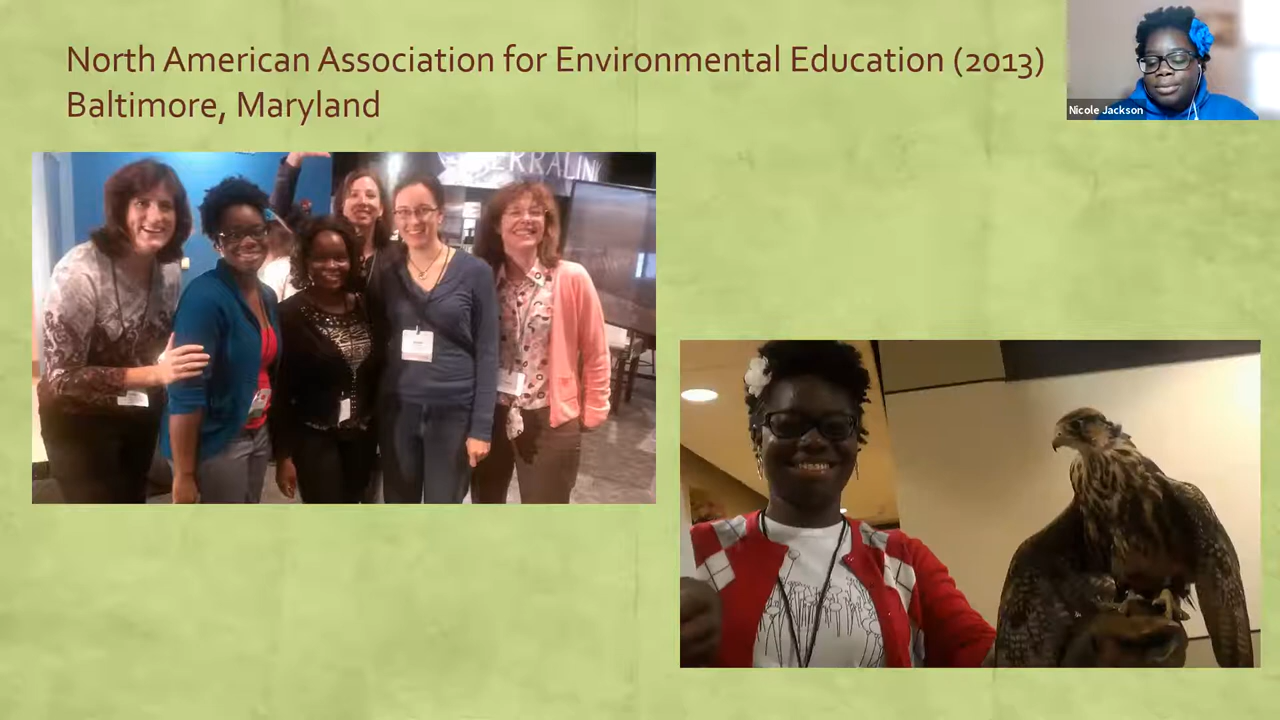 North American Association for Environmental Education (2013)
Baltimore, Maryland
Nicole Jackson